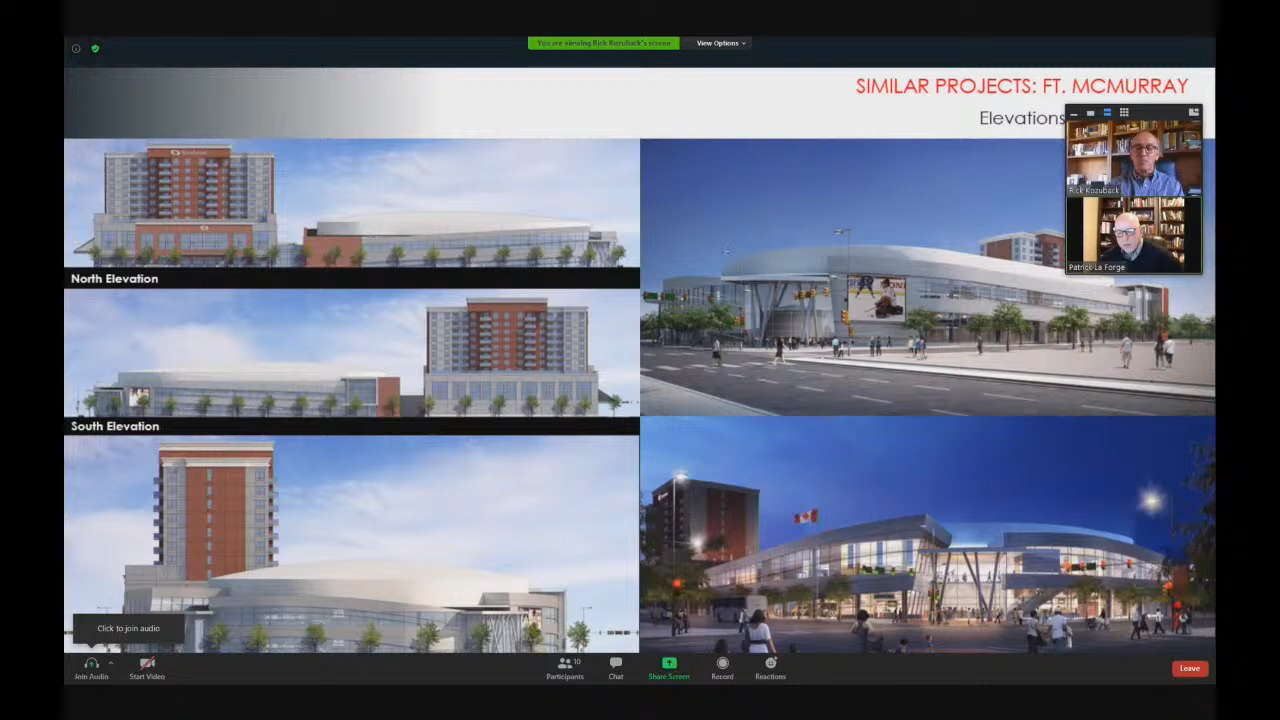 You are viewing Rick Kozuback's screen
View Options
SIMILAR PROJECTS: FT. MCMURRAY
Elevations
Rick Kozuback
Patrick La Forge
North Elevation
South Elevation
Click to join audio
Join Audio
Start Video
Participants
10
Chat
Share Screen
Record
Reactions
Leave